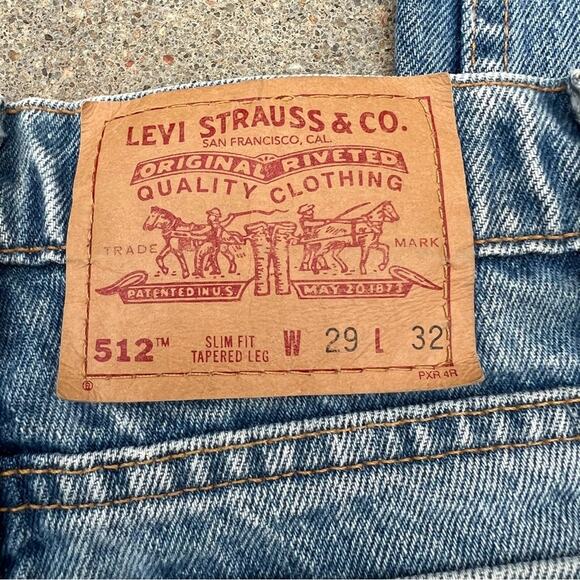 LEVI STRAUSS & CO.
SAN FRANCISCO, CAL.
ORIGINAL RIVETED
QUALITY CLOTHING
TRADE MARK
PATENTED IN U.S. MAY 20.1873
512™ SLIM FIT TAPERED LEG W 29 L 32
® PXR 4R